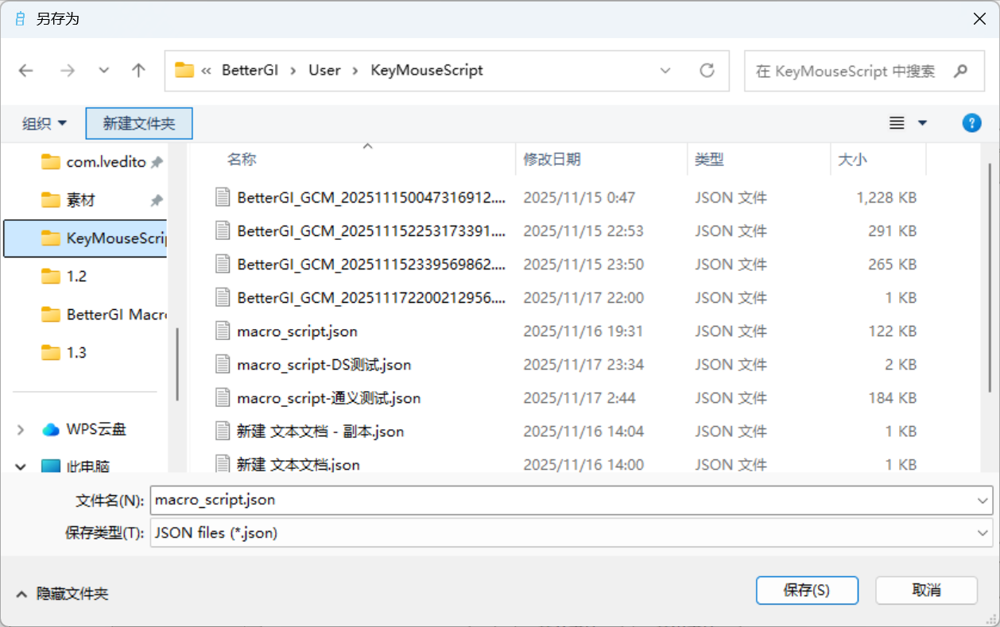 另存为
« BetterGI › User › KeyMouseScript
在 KeyMouseScript 中搜索
组织 新建文件夹
名称 修改日期 类型 大小
com.lvedito
素材
KeyMouseScrip
1.2
BetterGI Macro
1.3
WPS云盘
此电脑
BetterGI_GCM_202511150047316912.... 2025/11/15 0:47 JSON 文件 1,228 KB
BetterGI_GCM_202511152253173391.... 2025/11/15 22:53 JSON 文件 291 KB
BetterGI_GCM_202511152339569862.... 2025/11/15 23:50 JSON 文件 265 KB
BetterGI_GCM_202511172200212956.... 2025/11/17 22:00 JSON 文件 1 KB
macro_script.json 2025/11/16 19:31 JSON 文件 122 KB
macro_script-DS测试.json 2025/11/17 23:34 JSON 文件 2 KB
macro_script-通义测试.json 2025/11/17 2:44 JSON 文件 184 KB
新建 文本文档 - 副本.json 2025/11/16 14:04 JSON 文件 1 KB
新建 文本文档.json 2025/11/16 14:00 JSON 文件 1 KB
文件名(N): macro_script.json
保存类型(T): JSON files (*.json)
隐藏文件夹
保存(S) 取消